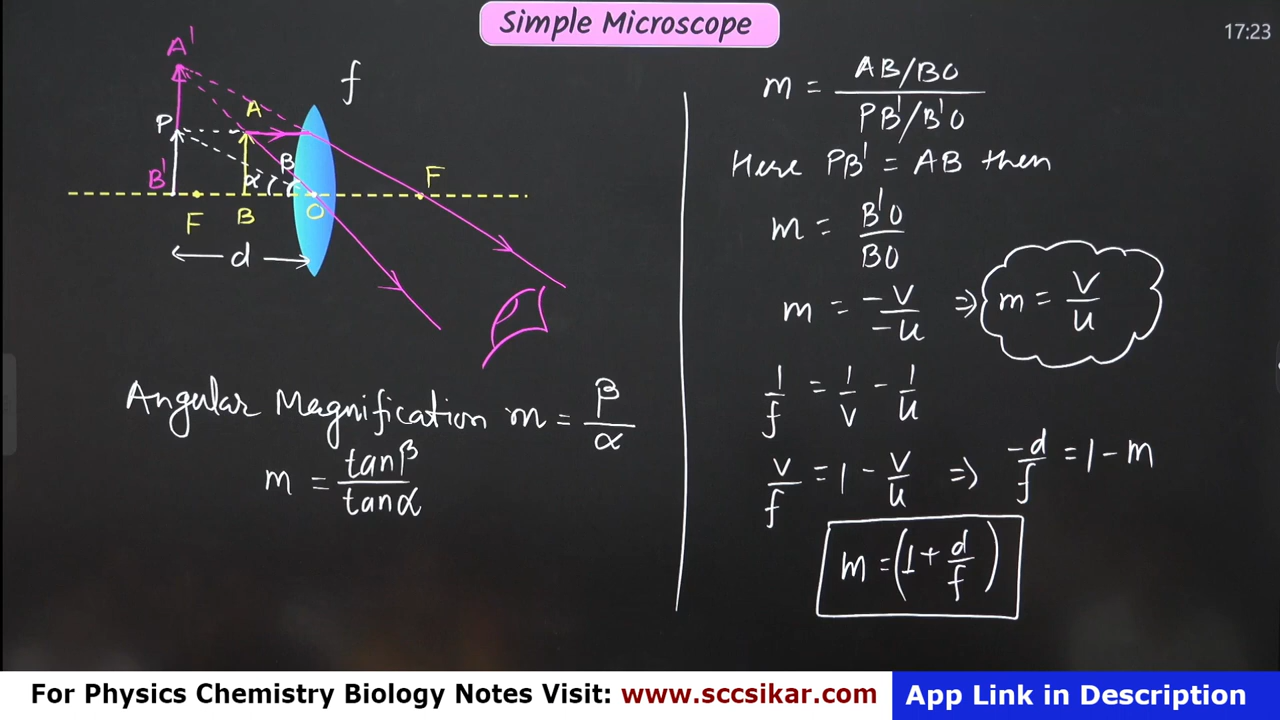 Simple Microscope
17:23
A'
f
P
A
B
B'
α
F
F
B
O
d
Angular Magnification m = β/α
m = tanβ/tanα
m = (AB/BO)/(PB'/B'O)
Here PB' = AB then
m = B'O/BO
m = -v/-u ⇒ m = v/u
1/f = 1/v - 1/u
v/f = 1 - v/u ⇒ -d/f = 1 - m
m = (1 + d/f)
For Physics Chemistry Biology Notes Visit: www.sccsikar.com
App Link in Description